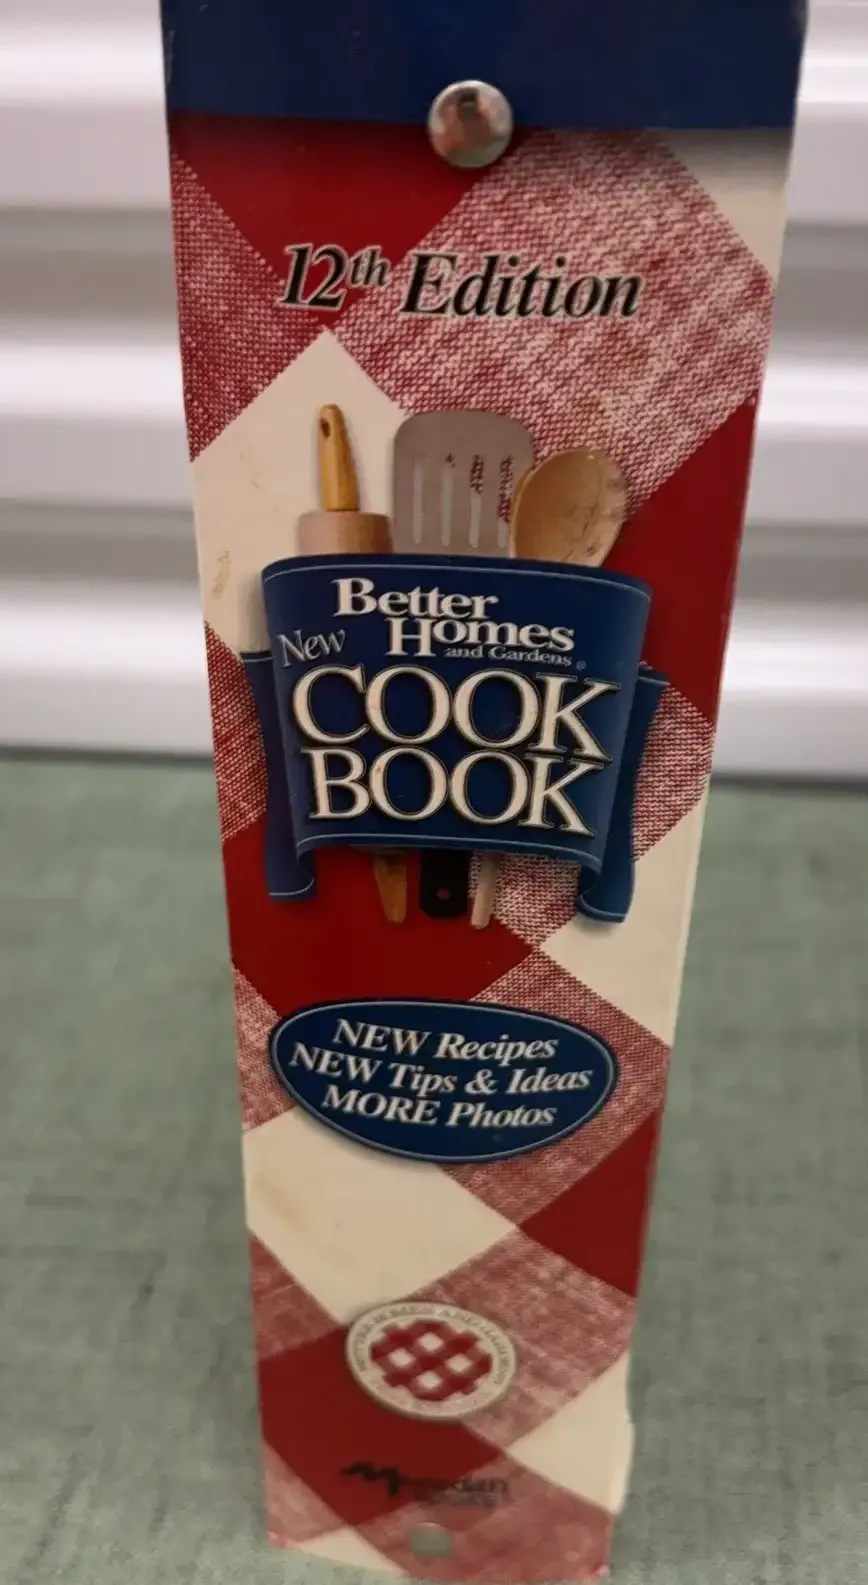 12th Edition
Better
New Homes
and Gardens®
COOK
BOOK
NEW Recipes
NEW Tips & Ideas
MORE Photos